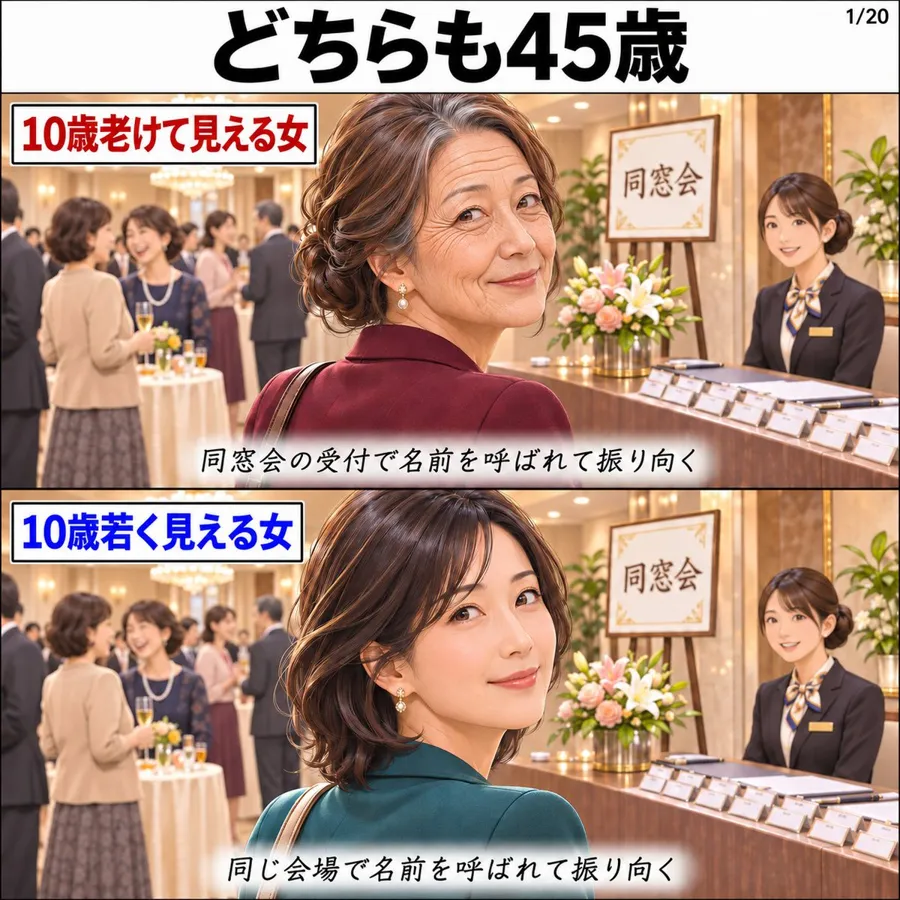 どちらも45歳
1/20
10歳老けて見える女
同窓会
同窓会の受付で名前を呼ばれて振り向く
10歳若く見える女
同窓会
同じ会場で名前を呼ばれて振り向く